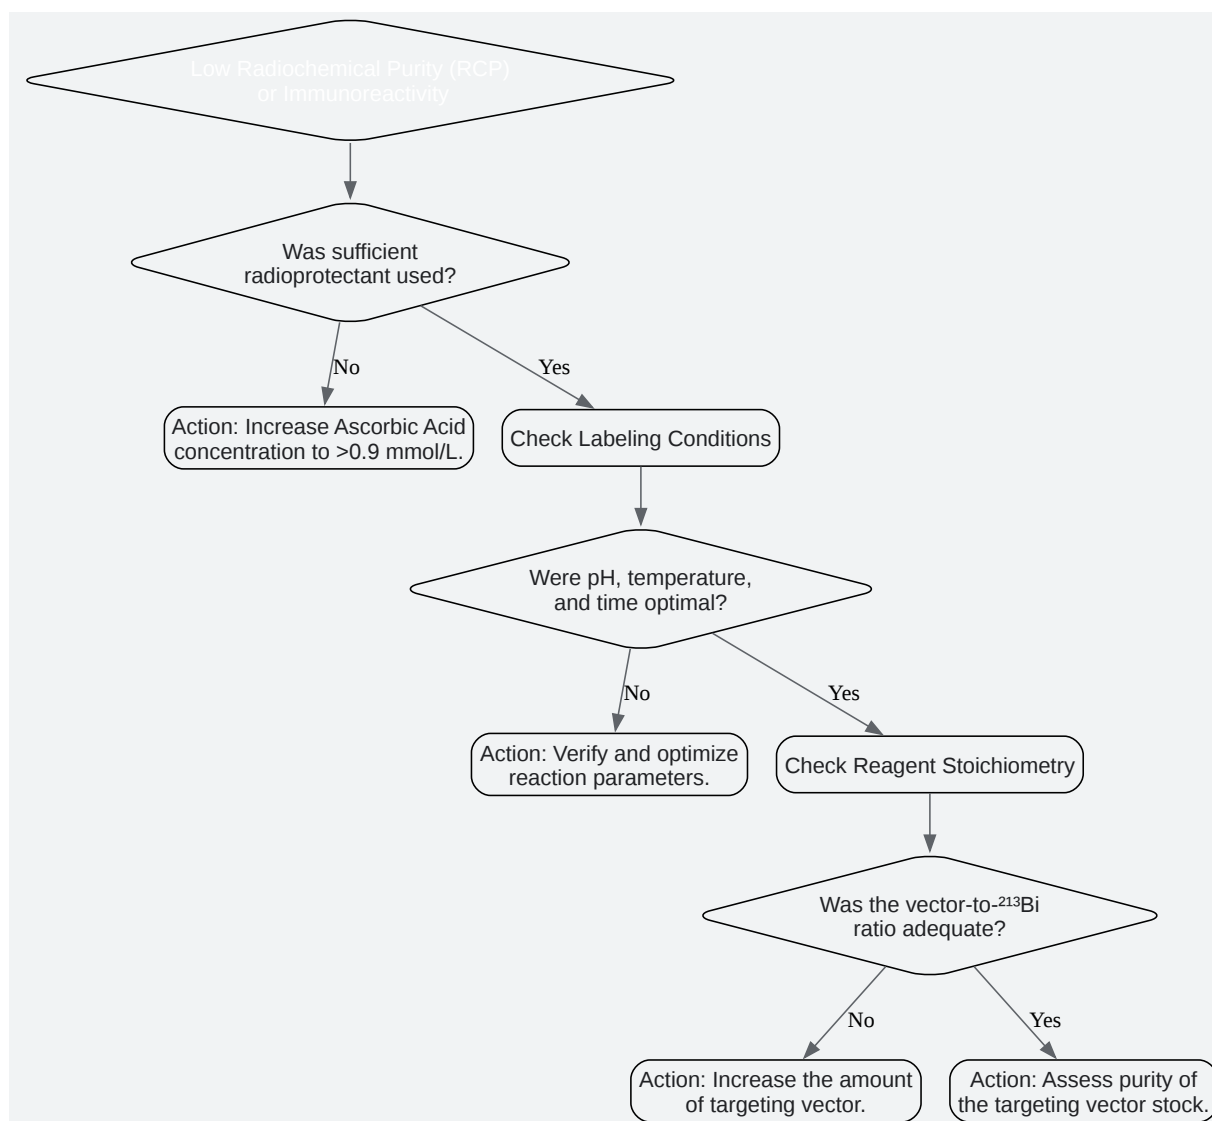 Low Radiochemical Purity (RCP)
or Immunoreactivity
Was sufficient
radioprotectant used?
No
Yes
Action: Increase Ascorbic Acid
concentration to >0.9 mmol/L.
Check Labeling Conditions
Were pH, temperature,
and time optimal?
No
Yes
Action: Verify and optimize
reaction parameters.
Check Reagent Stoichiometry
Was the vector-to-²¹³Bi
ratio adequate?
No
Yes
Action: Increase the amount
of targeting vector.
Action: Assess purity of
the targeting vector stock.